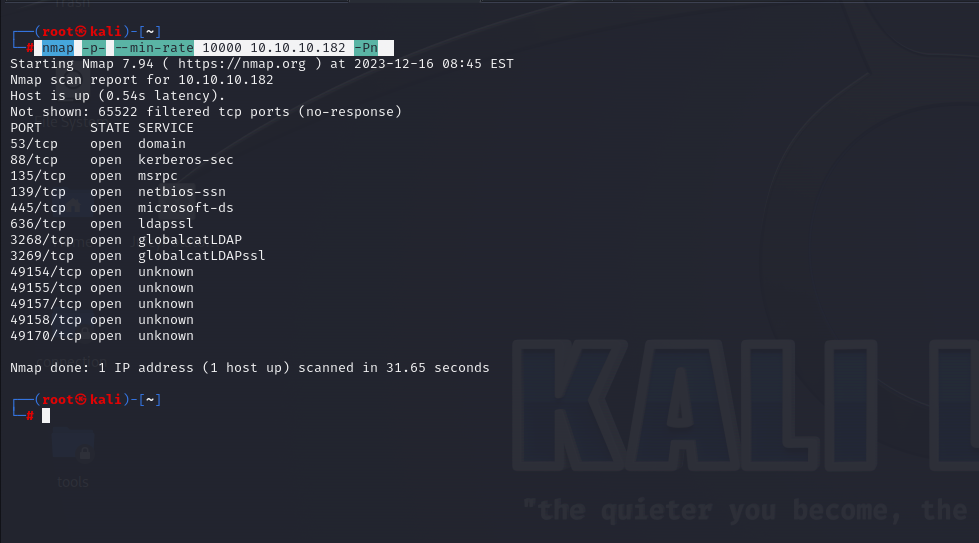 Trash
┌──(root㉿kali)-[~]
└─# nmap -p- --min-rate 10000 10.10.10.182 -Pn
Starting Nmap 7.94 ( https://nmap.org ) at 2023-12-16 08:45 EST
Nmap scan report for 10.10.10.182
Host is up (0.54s latency).
Not shown: 65522 filtered tcp ports (no-response)
PORT      STATE SERVICE
53/tcp    open  domain
88/tcp    open  kerberos-sec
135/tcp   open  msrpc
139/tcp   open  netbios-ssn
445/tcp   open  microsoft-ds
636/tcp   open  ldapssl
3268/tcp  open  globalcatLDAP
3269/tcp  open  globalcatLDAPssl
49154/tcp open  unknown
49155/tcp open  unknown
49157/tcp open  unknown
49158/tcp open  unknown
49170/tcp open  unknown
Nmap done: 1 IP address (1 host up) scanned in 31.65 seconds
┌──(root㉿kali)-[~]
└─#
KALI
tools
"the quieter you become, the